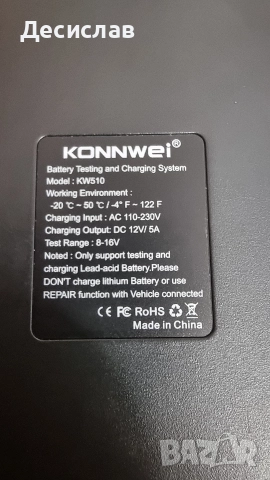 Десислав
KONNWEI®
Battery Testing and Charging System
Model : KW510
Working Environment :
-20 ℃ ~ 50 ℃ / -4° F ~ 122 F
Charging Input : AC 110-230V
Charging Output: DC 12V/ 5A
Test Range : 8-16V
Noted : Only support testing and
charging Lead-acid Battery.Please
DON'T charge lithium Battery or use
REPAIR function with Vehicle connected
CE FC RoHS
Made in China
BAZAR